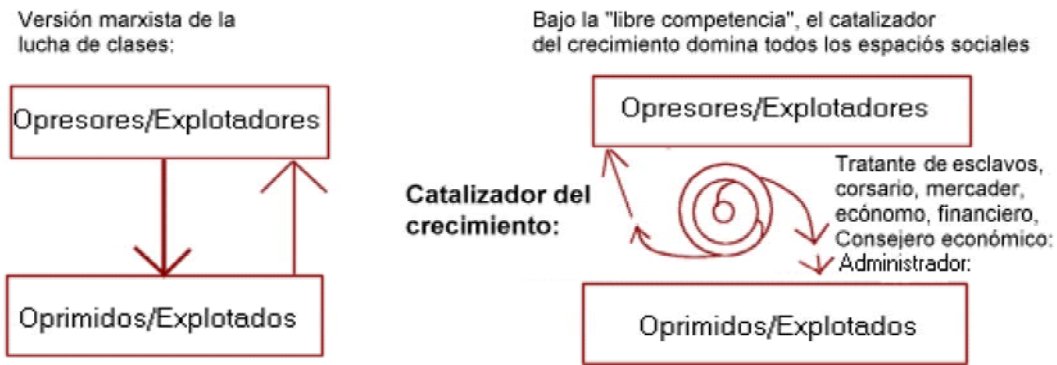 Versión marxista de la
lucha de clases:
Opresores/Explotadores
Oprimidos/Explotados
Bajo la "libre competencia", el catalizador
del crecimiento domina todos los espaciós sociales
Opresores/Explotadores
Catalizador del
crecimiento:
Tratante de esclavos,
corsario, mercader,
ecónomo, financiero,
Consejero económico:
Administrador:
Oprimidos/Explotados